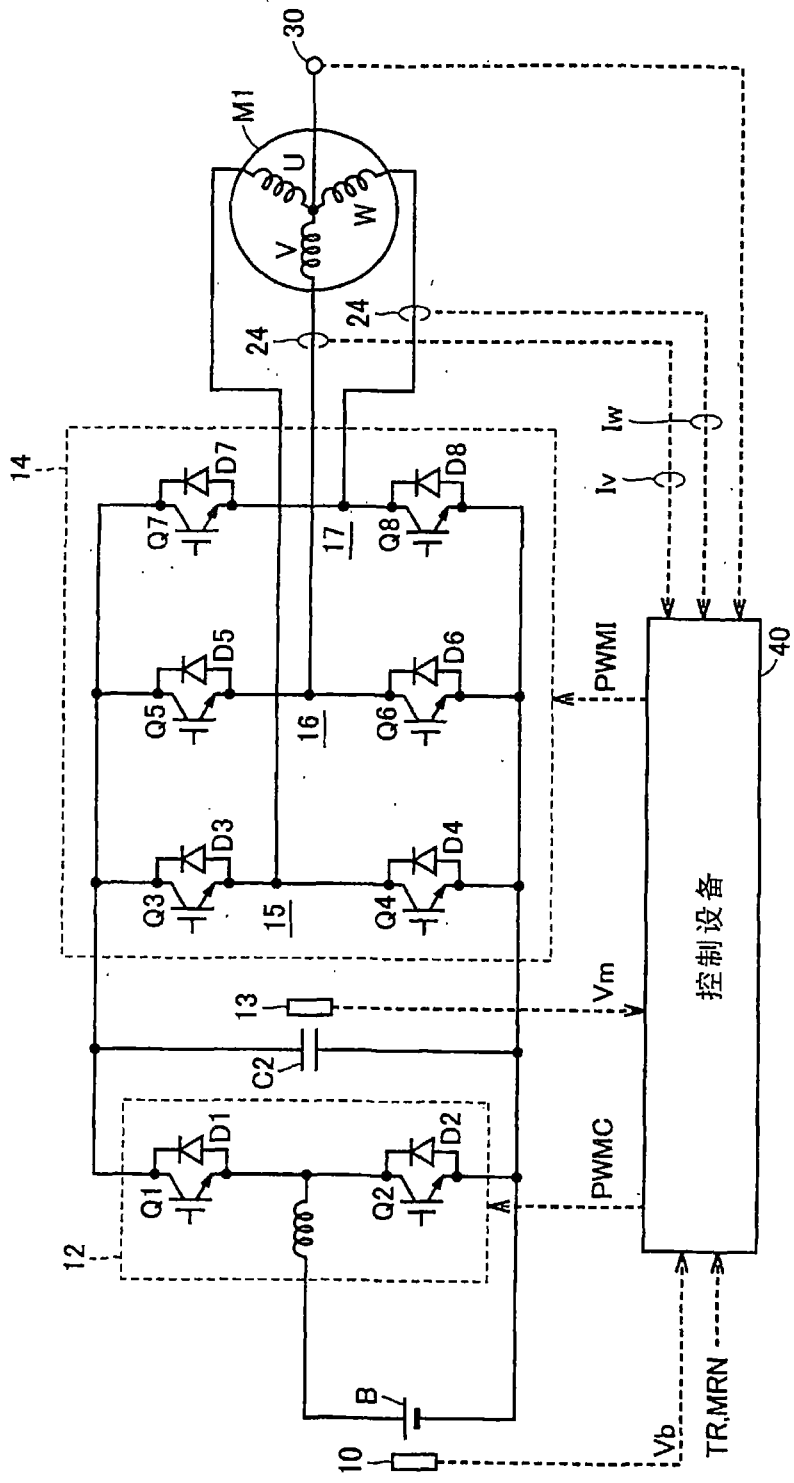 30
M1
U
V
W
24
24
14
Q7
D7
Q5
D5
Q3
D3
17
16
15
Q8
D8
Q6
D6
Q4
D4
Iv
Iw
13
C2
Vm
PWMI
12
Q1
D1
Q2
D2
PWMC
40
控制设备
B
10
Vb
TR,MRN